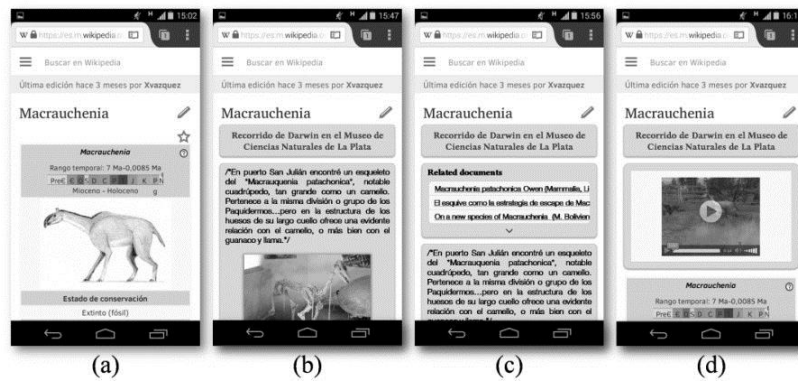 15:02
https://es.m.wikipedia.o
Buscar en Wikipedia
Última edición hace 3 meses por Xvazquez
Macrauchenia
Macrauchenia
Rango temporal: 7 Ma-0,0085 Ma
PreЄ Є O S D C P T J K P N
Mioceno - Holoceno
Estado de conservación
Extinto (fósil)
(a)
15:47
https://es.m.wikipedia.o
Buscar en Wikipedia
Última edición hace 3 meses por Xvazquez
Macrauchenia
Recorrido de Darwin en el Museo de
Ciencias Naturales de La Plata
/"En puerto San Julián encontré un esqueleto
del "Macrauquenia patachonica", notable
cuadrúpedo, tan grande como un camello.
Pertenece a la misma división o grupo de los
Paquidermos...pero en la estructura de los
huesos de su largo cuello ofrece una evidente
relación con el camello, o más bien con el
guanaco y llama."/
(b)
15:56
https://es.m.wikipedia.o
Buscar en Wikipedia
Última edición hace 3 meses por Xvazquez
Macrauchenia
Recorrido de Darwin en el Museo de
Ciencias Naturales de La Plata
Related documents
Macrauchenia patachonica Owen (Mammalia, Li
El esquive como la estrategia de escape de Mac
On a new species of Macrauchenia (M. Bolivien
/"En puerto San Julián encontré un esqueleto
del "Macrauquenia patachonica", notable
cuadrúpedo, tan grande como un camello.
Pertenece a la misma división o grupo de los
Paquidermos...pero en la estructura de los
huesos de su largo cuello ofrece una evidente
relación con el camello, o más bien con el
(c)
16:1
https://es.m.wikipedia
Buscar en Wikipedia
Última edición hace 3 meses por Xvazquez
Macrauchenia
Recorrido de Darwin en el Museo de
Ciencias Naturales de La Plata
Macrauchenia
Rango temporal: 7 Ma-0,0085 Ma
PreЄ Є O S D C P T J K P N
(d)